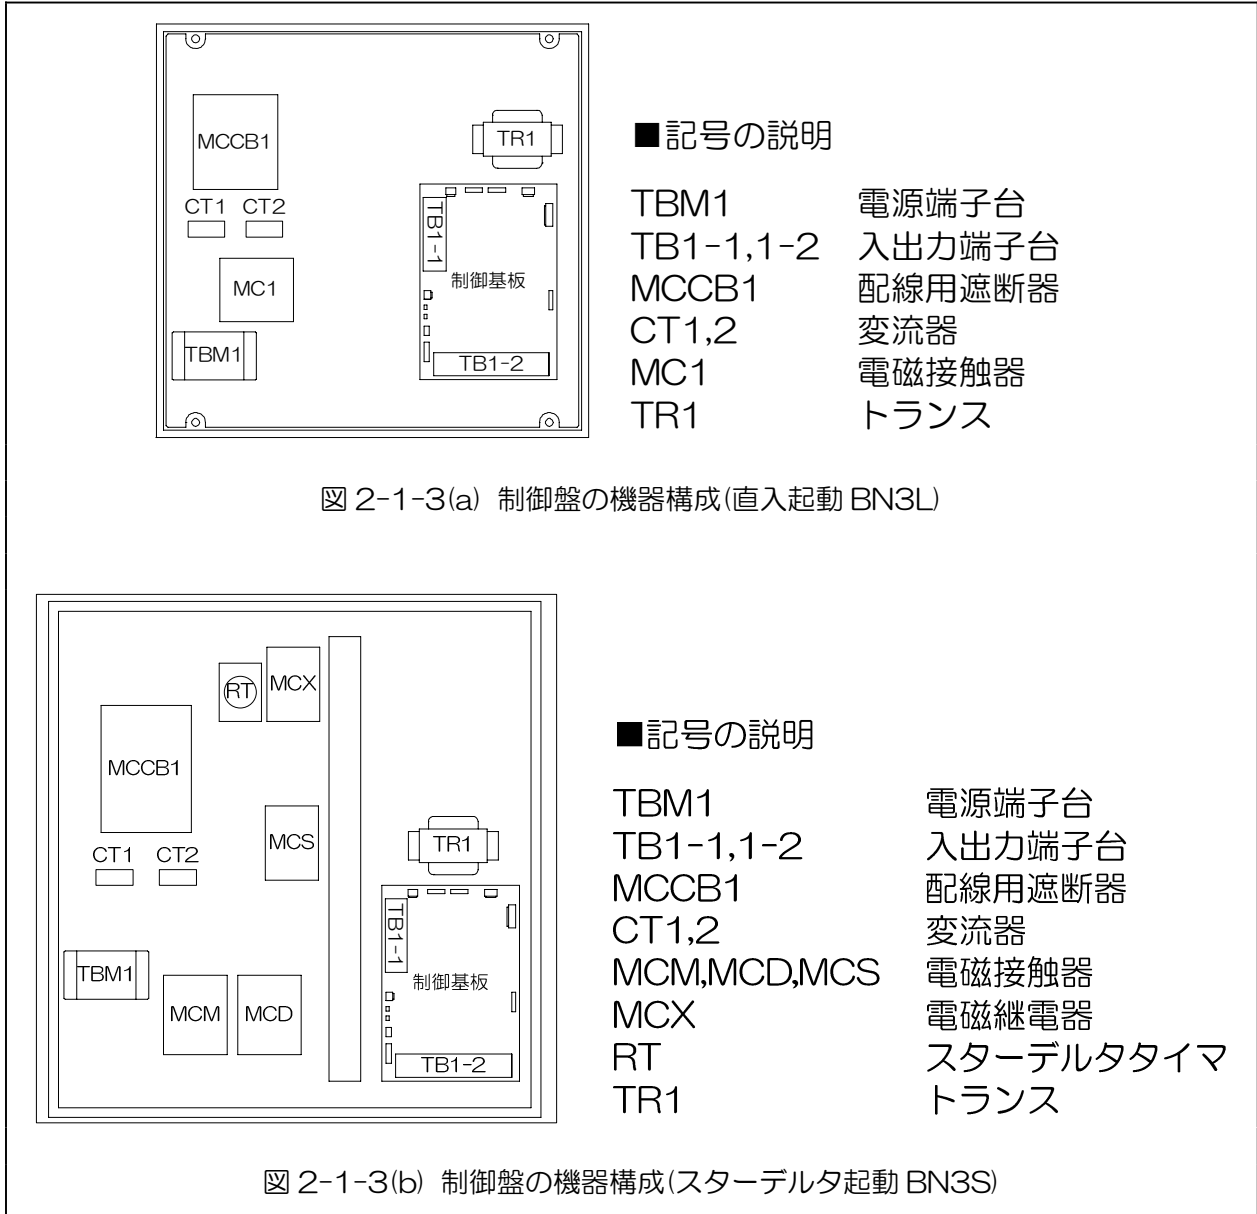 MCCB1
TR1
CT1 CT2
TB1-1
制御基板
MC1
TBM1
TB1-2
■記号の説明
TBM1 電源端子台
TB1-1,1-2 入出力端子台
MCCB1 配線用遮断器
CT1,2 変流器
MC1 電磁接触器
TR1 トランス
図 2-1-3(a) 制御盤の機器構成(直入起動 BN3L)
RT
MCX
MCCB1
MCS
TR1
CT1 CT2
TB1-1
制御基板
TBM1
MCM
MCD
TB1-2
■記号の説明
TBM1 電源端子台
TB1-1,1-2 入出力端子台
MCCB1 配線用遮断器
CT1,2 変流器
MCM,MCD,MCS 電磁接触器
MCX 電磁継電器
RT スターデルタタイマ
TR1 トランス
図 2-1-3(b) 制御盤の機器構成(スターデルタ起動 BN3S)